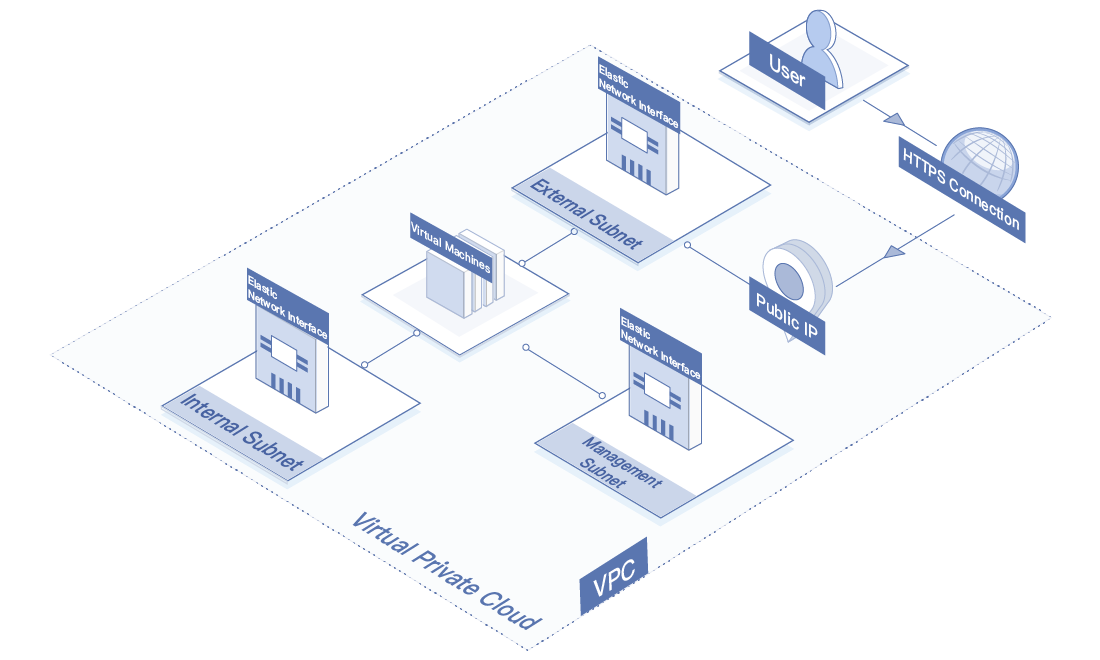 User
Elastic
Network Interface
HTTPS Connection
External Subnet
Virtual Machines
Elastic
Network Interface
Public IP
Elastic
Network Interface
Internal Subnet
Management
Subnet
Virtual Private Cloud
VPC